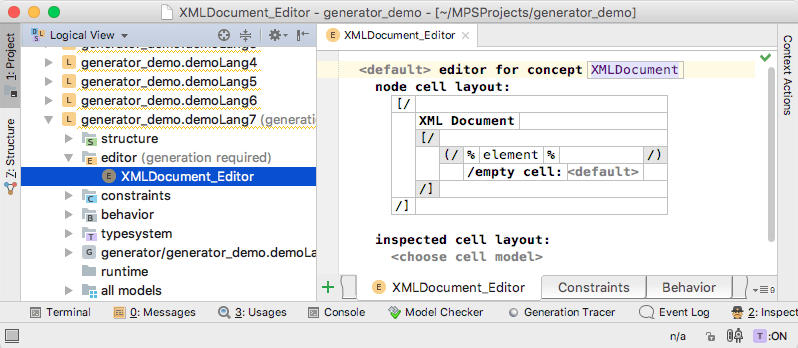 XMLDocument_Editor - generator_demo - [~/MPSProjects/generator_demo]
1: Project
Z: Structure
Logical View
generator_demo.demoLang4
generator_demo.demoLang5
generator_demo.demoLang6
generator_demo.demoLang7 (generatio
structure
editor (generation required)
XMLDocument_Editor
constraints
behavior
typesystem
generator/generator_demo.demoLang
runtime
all models
XMLDocument_Editor
<default> editor for concept XMLDocument
node cell layout:
[/
XML Document
[/
(/ % element % /)
/empty cell: <default>
/]
/]
inspected cell layout:
<choose cell model>
XMLDocument_Editor Constraints Behavior 9
Context Actions
Terminal 0: Messages 3: Usages Console Model Checker Generation Tracer Event Log 2: Inspect
n/a T :ON